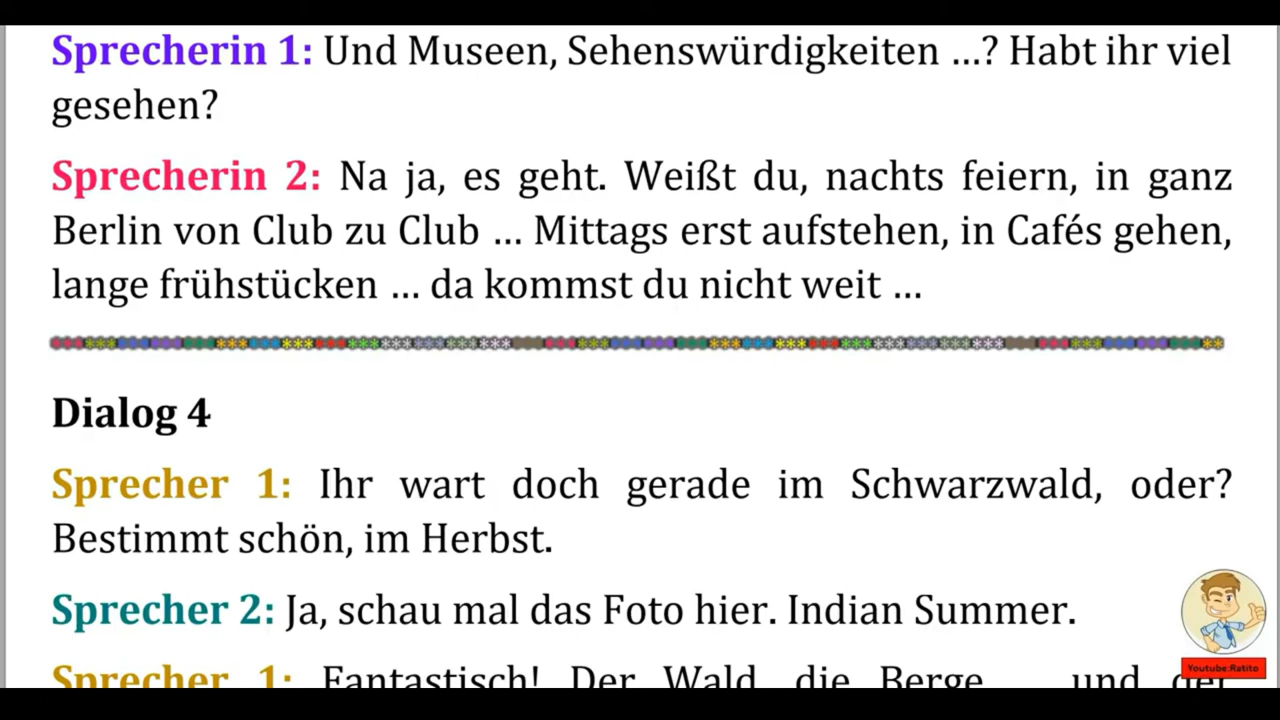 Sprecherin 1: Und Museen, Sehenswürdigkeiten ...? Habt ihr viel
gesehen?
Sprecherin 2: Na ja, es geht. Weißt du, nachts feiern, in ganz
Berlin von Club zu Club ... Mittags erst aufstehen, in Cafés gehen,
lange frühstücken ... da kommst du nicht weit ...
Dialog 4
Sprecher 1: Ihr wart doch gerade im Schwarzwald, oder?
Bestimmt schön, im Herbst.
Sprecher 2: Ja, schau mal das Foto hier. Indian Summer.
Sprecher 1: Fantastisch! Der Wald, die Berge ... und der
Youtube:Ratito